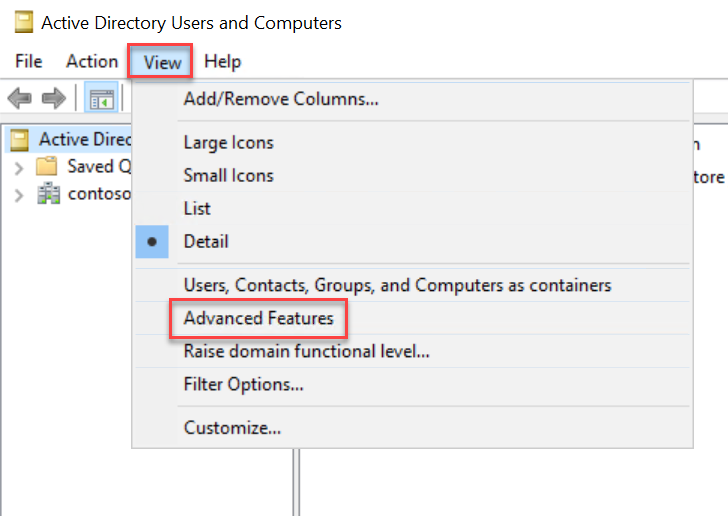 Active Directory Users and Computers
File Action View Help
Add/Remove Columns...
Active Direc
Large Icons
Saved Q
Small Icons
contoso
List
Detail
Users, Contacts, Groups, and Computers as containers
Advanced Features
Raise domain functional level...
Filter Options...
Customize...